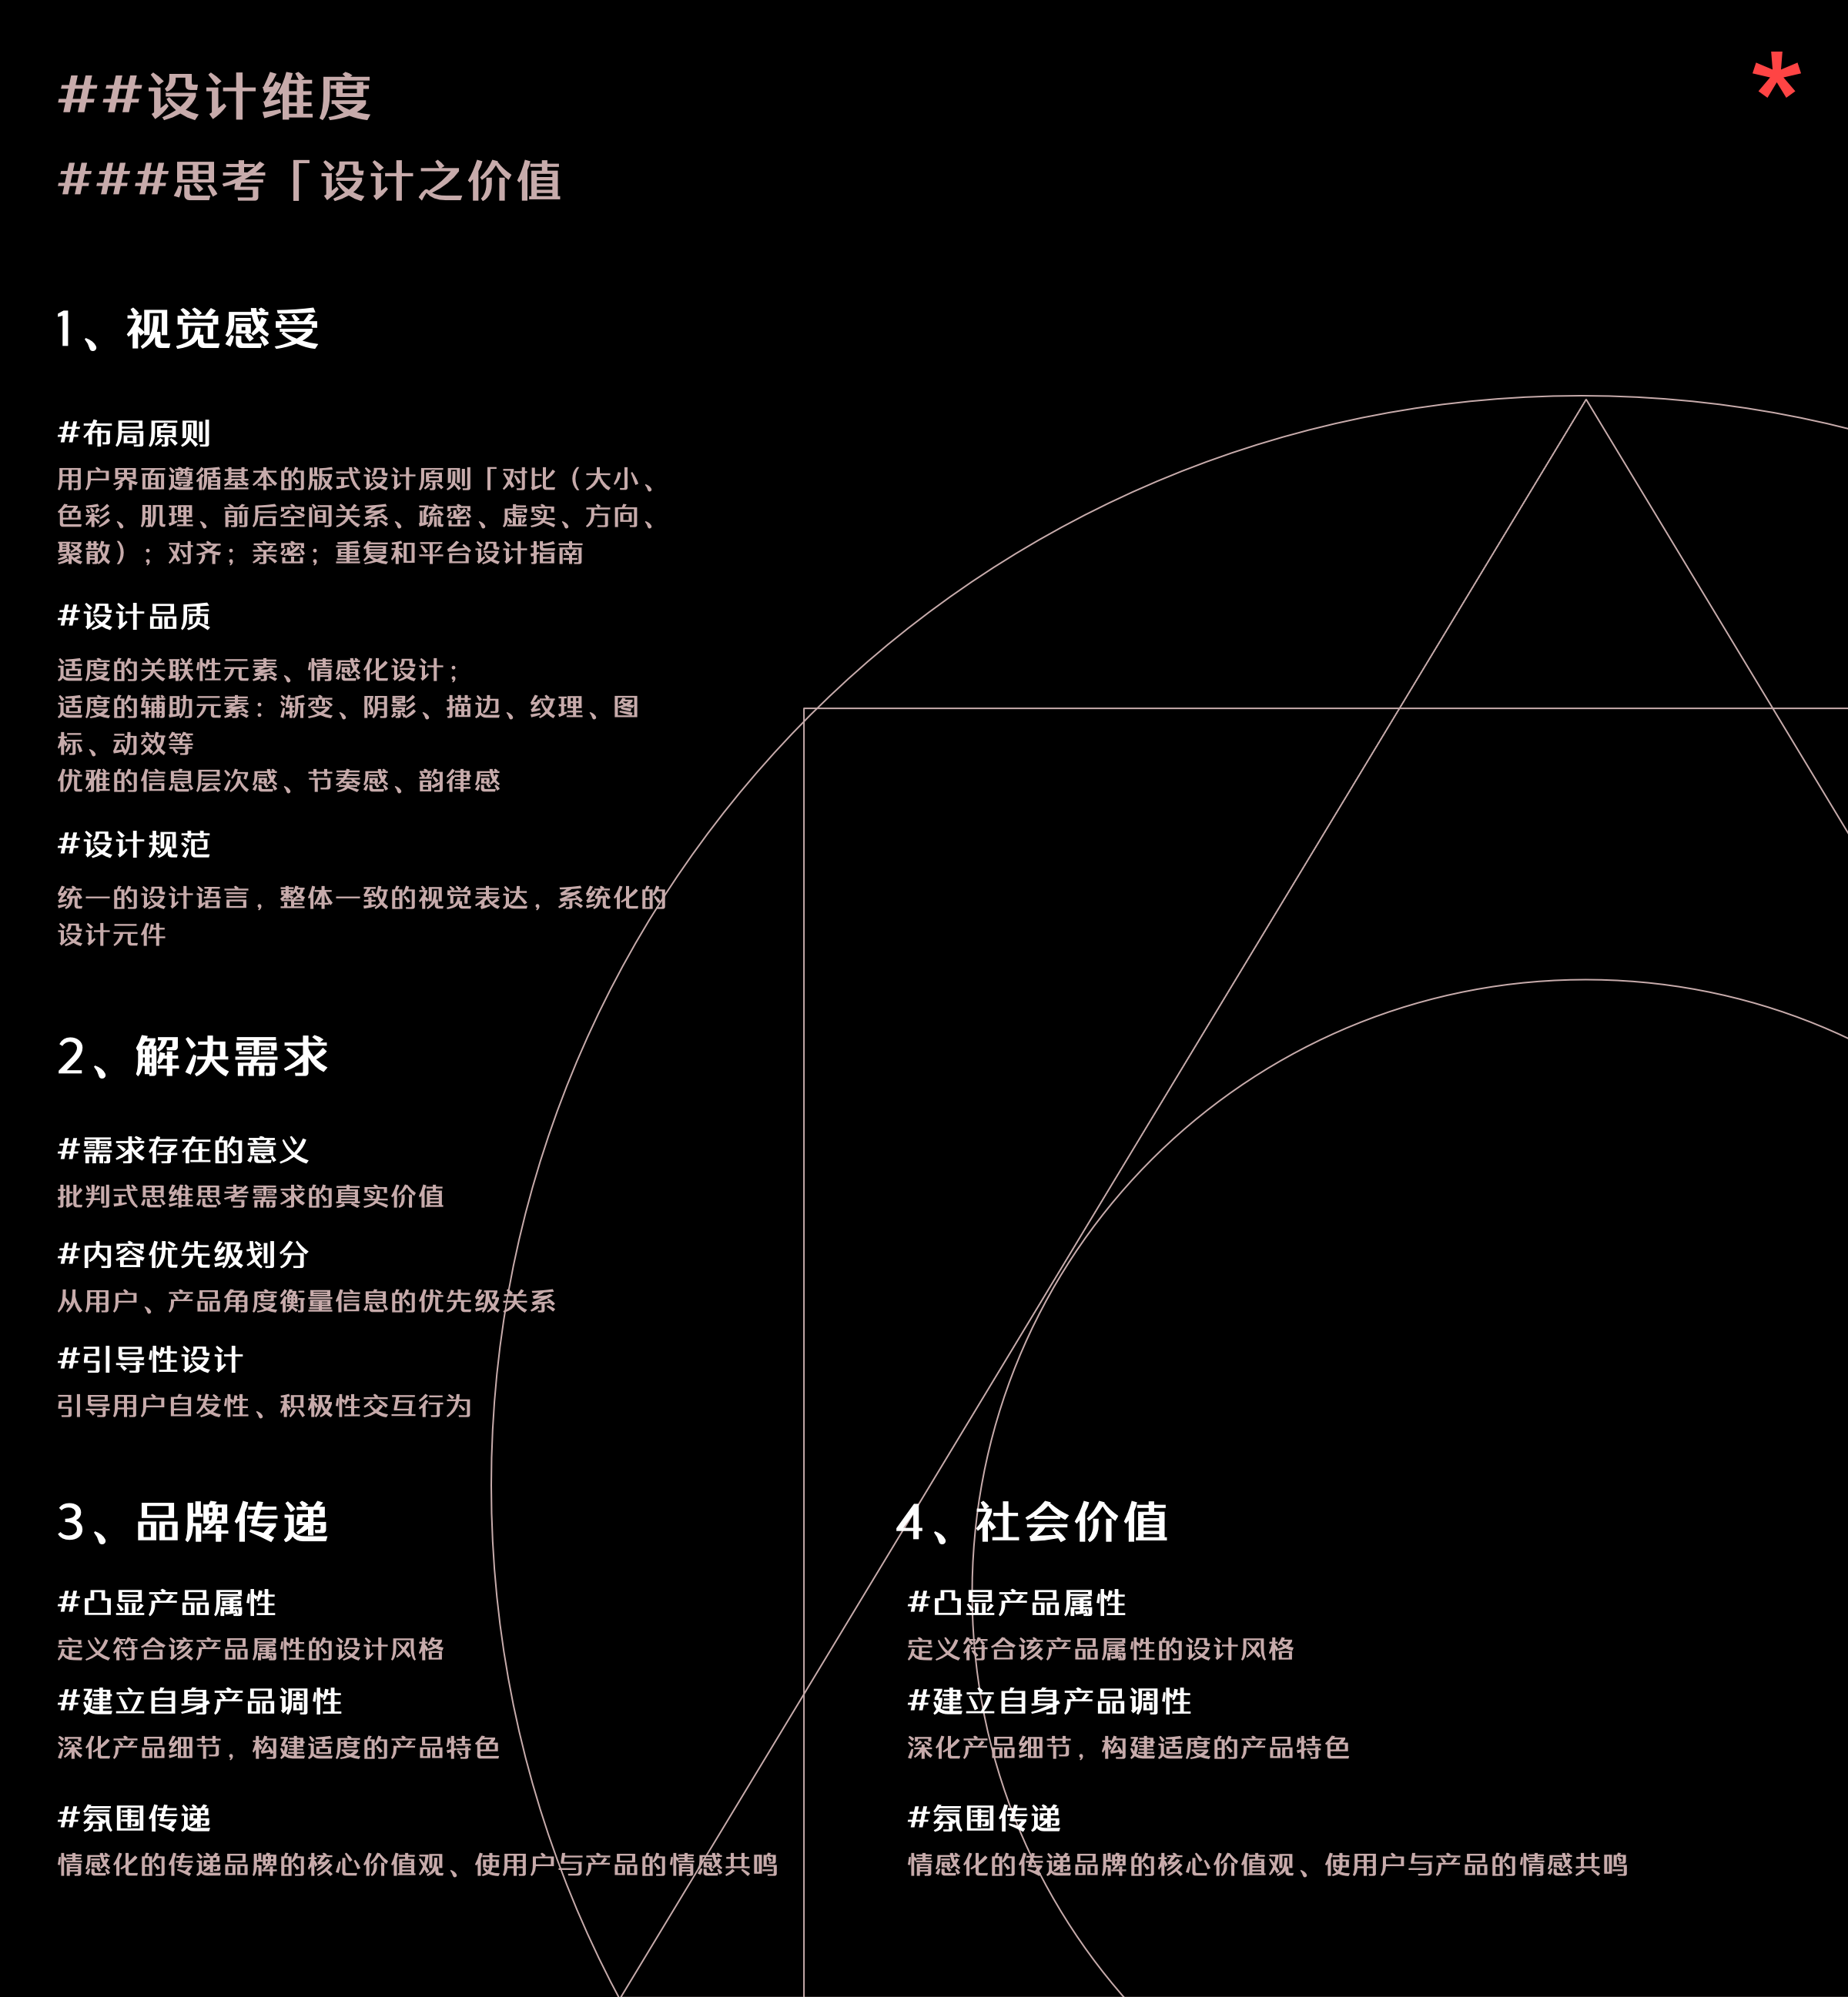 ##设计维度
*
###思考「设计之价值
1、视觉感受
#布局原则
用户界面遵循基本的版式设计原则「对比（大小、
色彩、肌理、前后空间关系、疏密、虚实、方向、
聚散）；对齐；亲密；重复和平台设计指南
#设计品质
适度的关联性元素、情感化设计；
适度的辅助元素：渐变、阴影、描边、纹理、图
标、动效等
优雅的信息层次感、节奏感、韵律感
#设计规范
统一的设计语言，整体一致的视觉表达，系统化的
设计元件
2、解决需求
#需求存在的意义
批判式思维思考需求的真实价值
#内容优先级划分
从用户、产品角度衡量信息的优先级关系
#引导性设计
引导用户自发性、积极性交互行为
3、品牌传递
#凸显产品属性
定义符合该产品属性的设计风格
#建立自身产品调性
深化产品细节，构建适度的产品特色
#氛围传递
情感化的传递品牌的核心价值观、使用户与产品的情感共鸣
4、社会价值
#凸显产品属性
定义符合该产品属性的设计风格
#建立自身产品调性
深化产品细节，构建适度的产品特色
#氛围传递
情感化的传递品牌的核心价值观、使用户与产品的情感共鸣